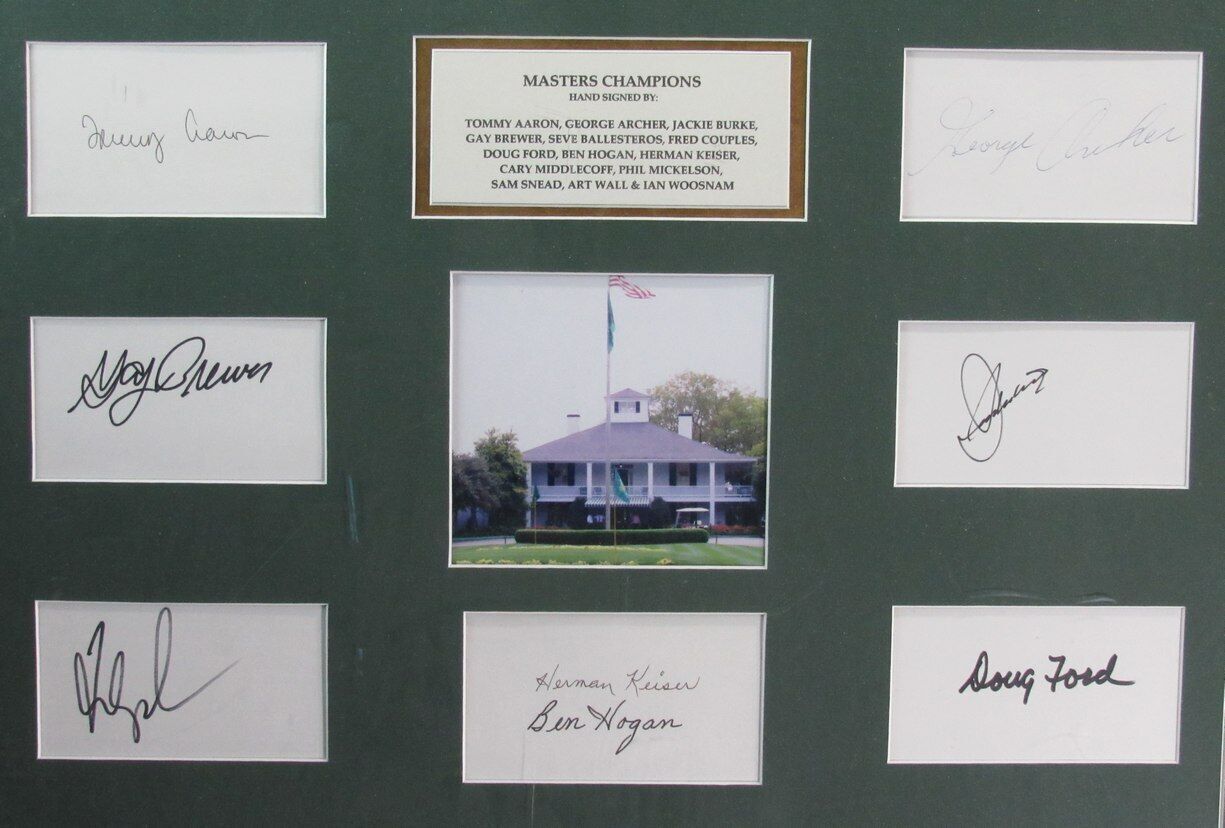 Tommy Aaron
MASTERS CHAMPIONS
HAND SIGNED BY:
TOMMY AARON, GEORGE ARCHER, JACKIE BURKE,
GAY BREWER, SEVE BALLESTEROS, FRED COUPLES,
DOUG FORD, BEN HOGAN, HERMAN KEISER,
CARY MIDDLECOFF, PHIL MICKELSON,
SAM SNEAD, ART WALL & IAN WOOSNAM
George Archer
Gay Brewer
Herman Keiser
Ben Hogan
Doug Ford